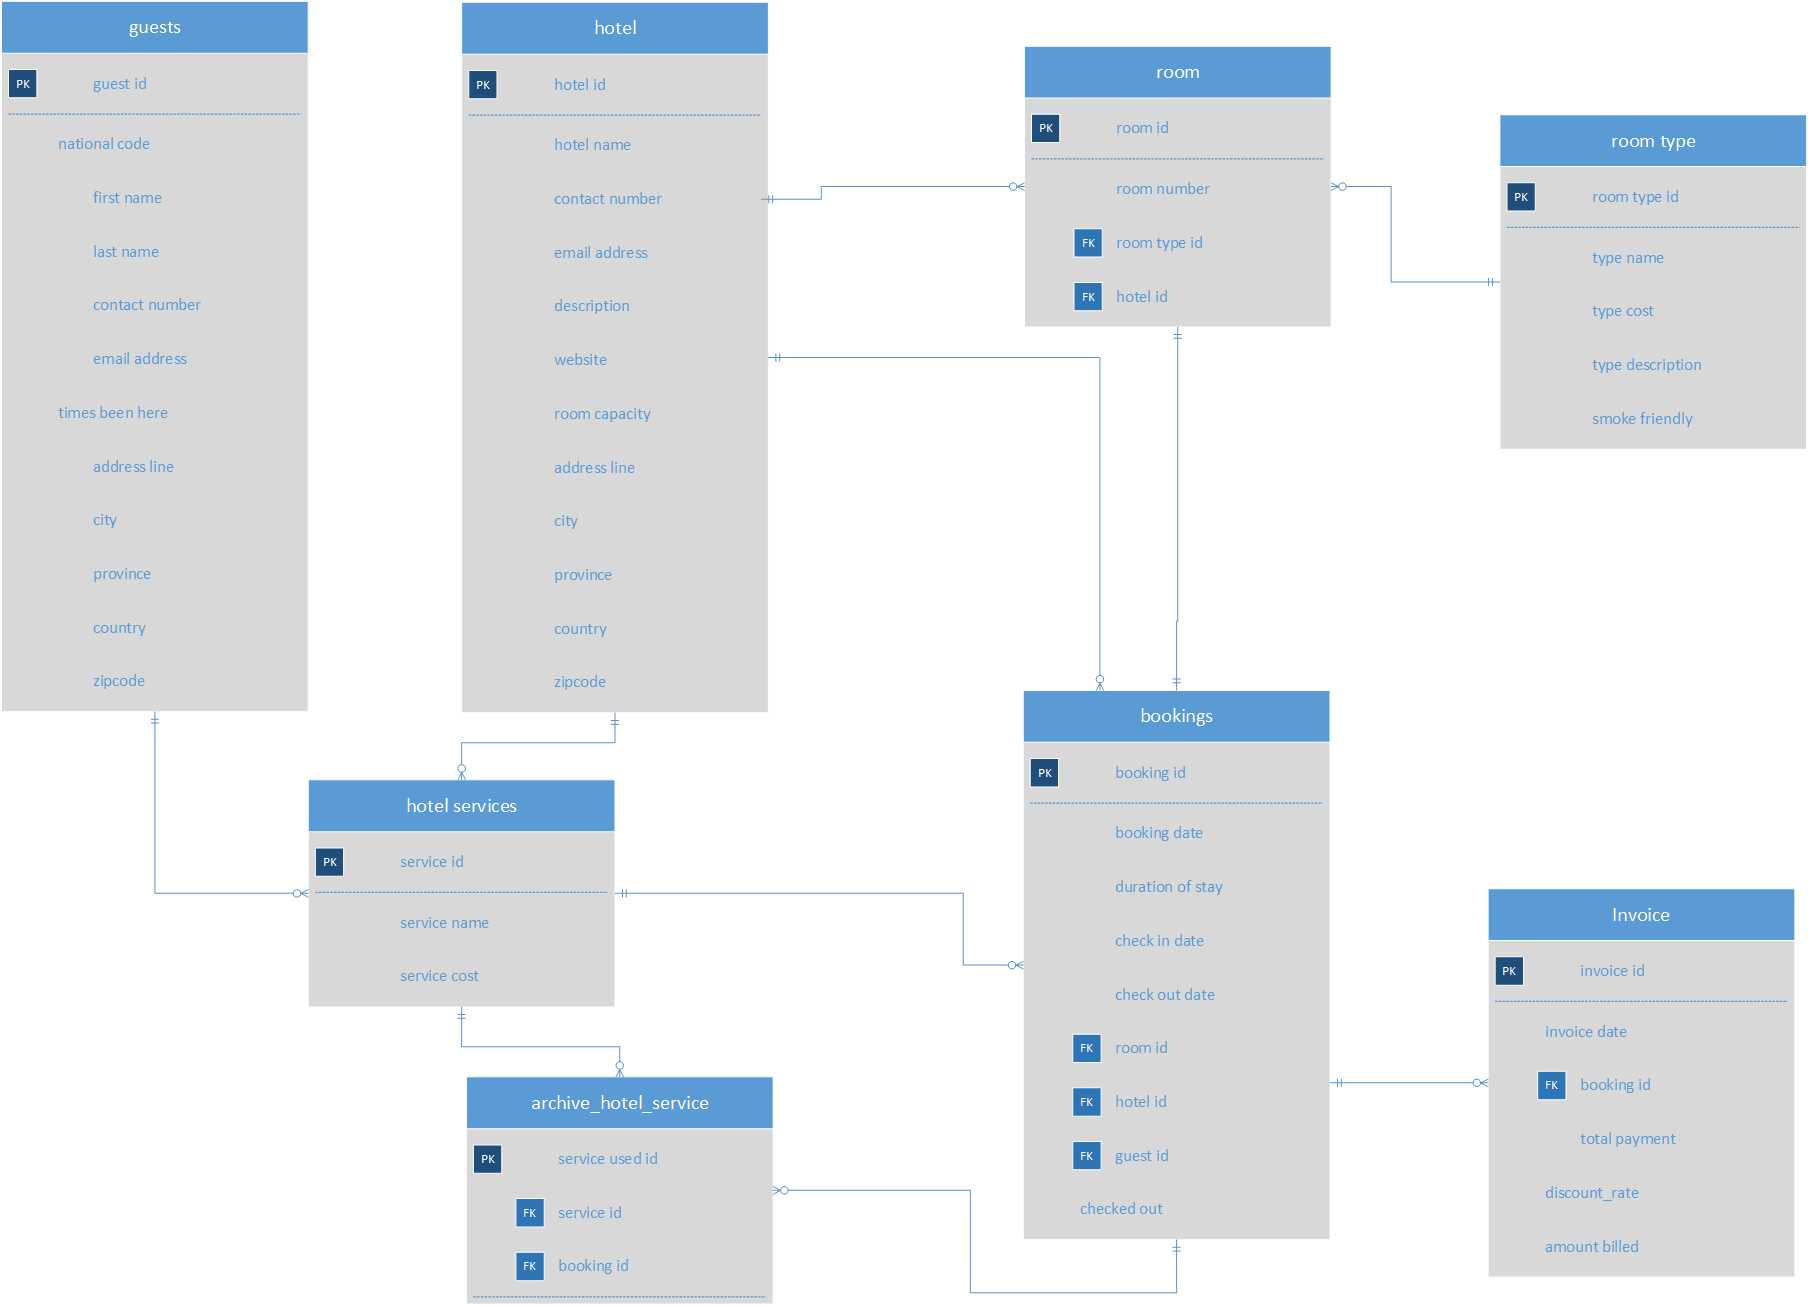 guests
PK
guest id
national code
first name
last name
contact number
email address
times been here
address line
city
province
country
zipcode
hotel
PK
hotel id
hotel name
contact number
email address
description
website
room capacity
address line
city
province
country
zipcode
room
PK
room id
room number
FK
room type id
FK
hotel id
room type
PK
room type id
type name
type cost
type description
smoke friendly
hotel services
PK
service id
service name
service cost
archive_hotel_service
PK
service used id
FK
service id
FK
booking id
bookings
PK
booking id
booking date
duration of stay
check in date
check out date
FK
room id
FK
hotel id
FK
guest id
checked out
Invoice
PK
invoice id
invoice date
FK
booking id
total payment
discount_rate
amount billed